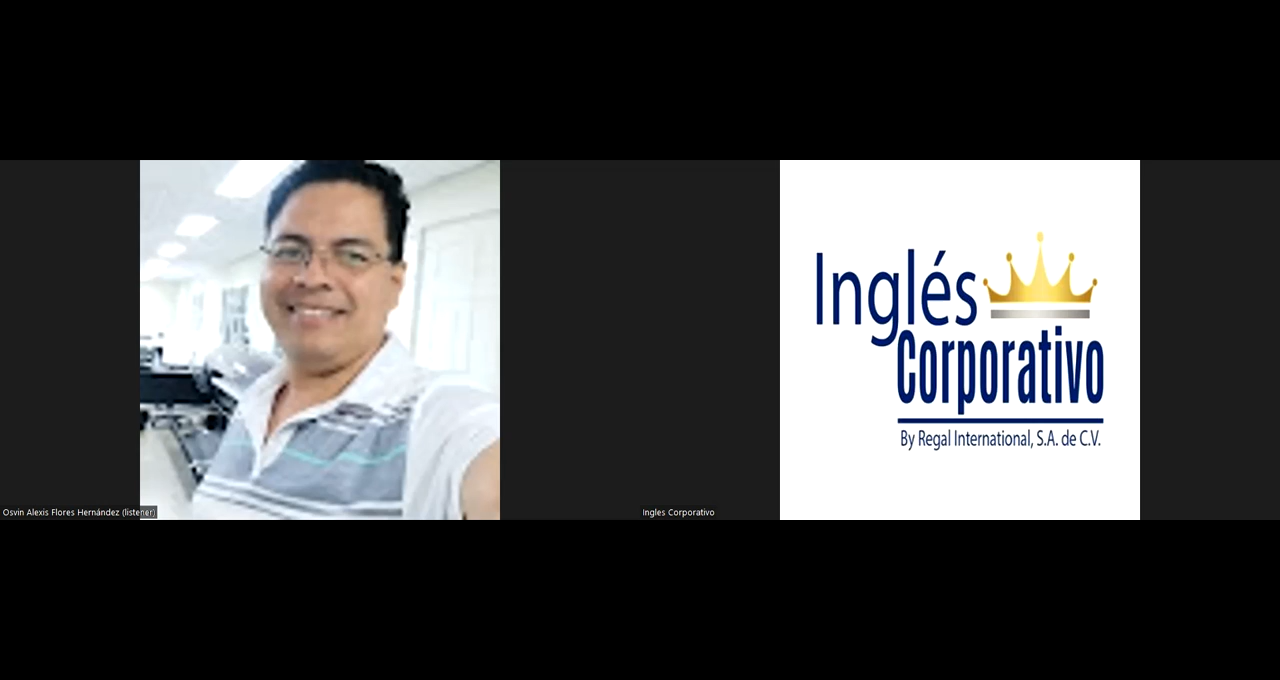 Inglés
Corporativo
By Regal International, S.A. de C.V.
Osvin Alexis Flores Hernández (listener)
Ingles Corporativo